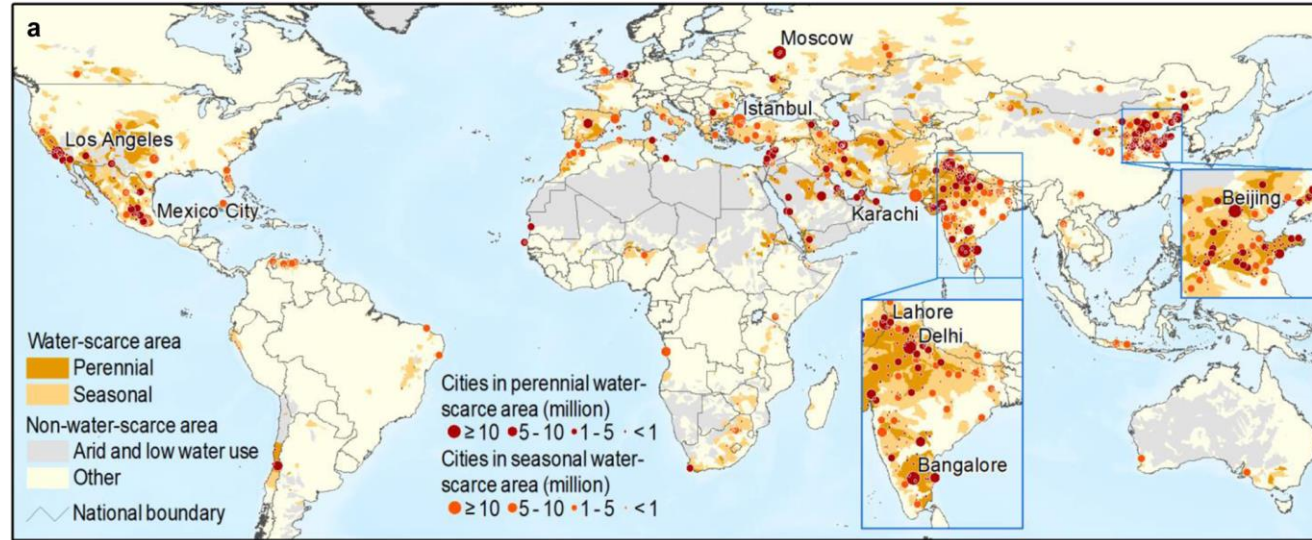 a
Moscow
Istanbul
Los Angeles
Mexico City
Karachi
Beijing
Lahore
Delhi
Bangalore
Water-scarce area
Perennial
Seasonal
Non-water-scarce area
Arid and low water use
Other
National boundary
Cities in perennial water-
scarce area (million)
≥ 10 5 - 10 1 - 5 < 1
Cities in seasonal water-
scarce area (million)
≥ 10 5 - 10 1 - 5 < 1